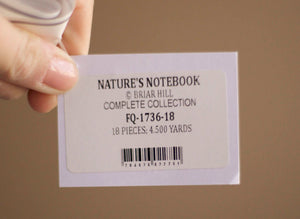 NATURE'S NOTEBOOK
© BRIAR HILL
COMPLETE COLLECTION
FQ-1736-18
18 PIECES; 4.500 YARDS